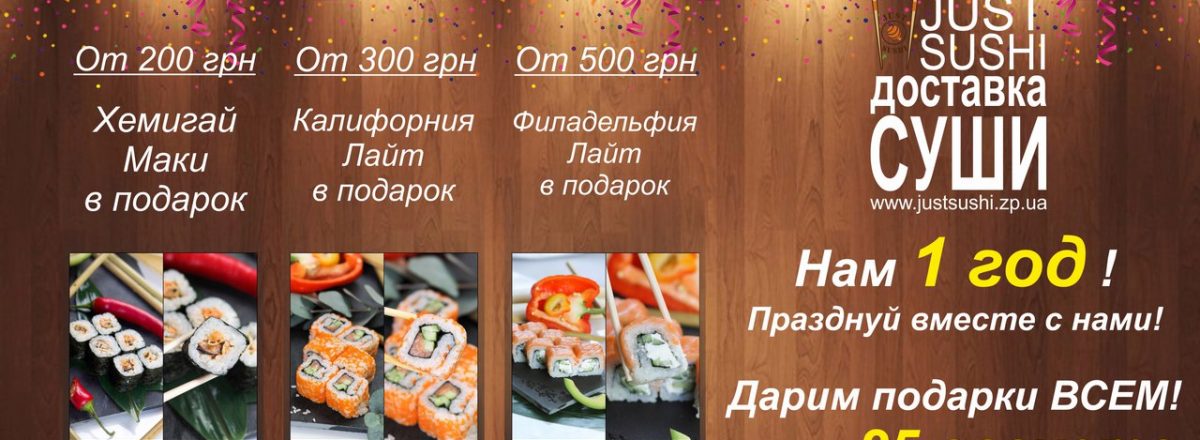 От 200 грн
Хемигай
Маки
в подарок
От 300 грн
Калифорния
Лайт
в подарок
От 500 грн
Филадельфия
Лайт
в подарок
JUST
SUSHI
доставка
СУШИ
www.justsushi.zp.ua
Нам 1 год !
Празднуй вместе с нами!
Дарим подарки ВСЕМ!